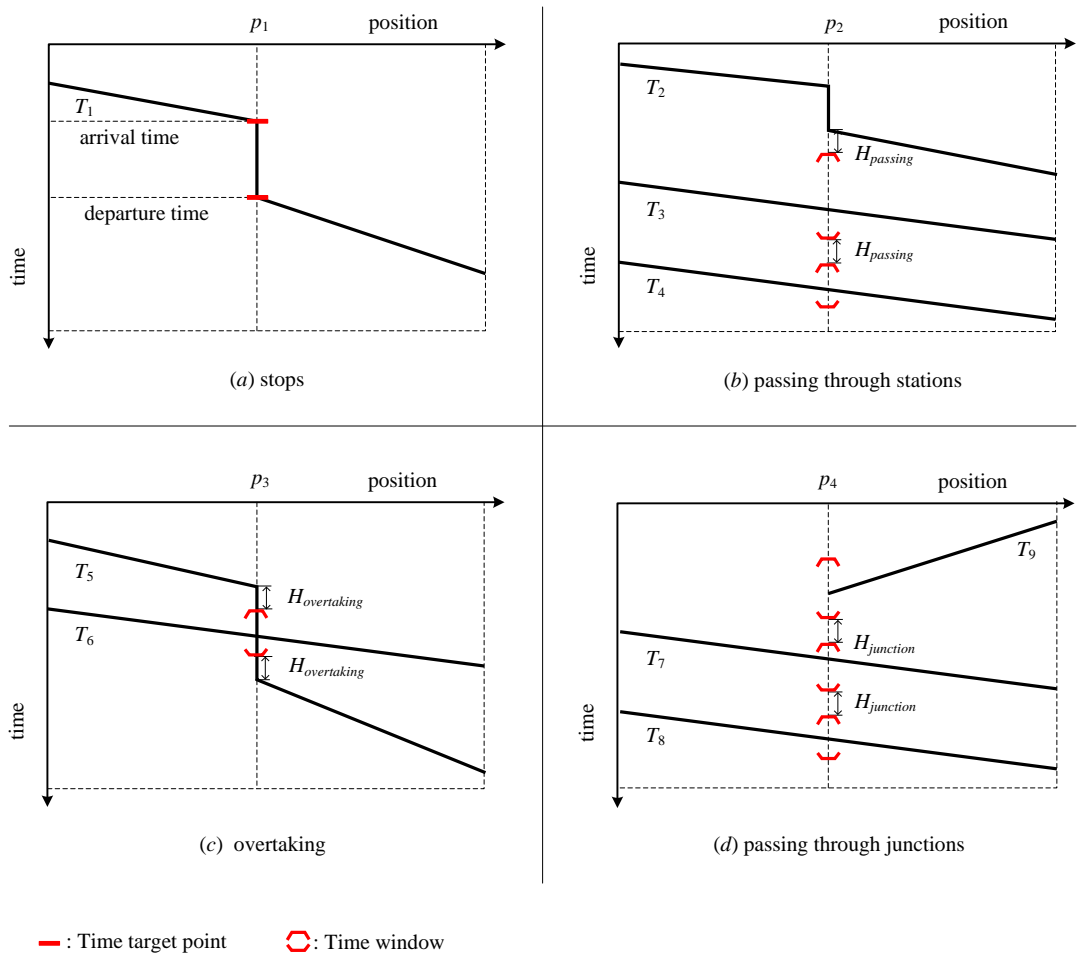 p1 position
T1
arrival time
departure time
time
(a) stops
p2 position
T2
Hpassing
T3
Hpassing
T4
time
(b) passing through stations
p3 position
T5
Hovertaking
T6
Hovertaking
time
(c) overtaking
p4 position
T9
T7
Hjunction
Hjunction
T8
time
(d) passing through junctions
: Time target point : Time window